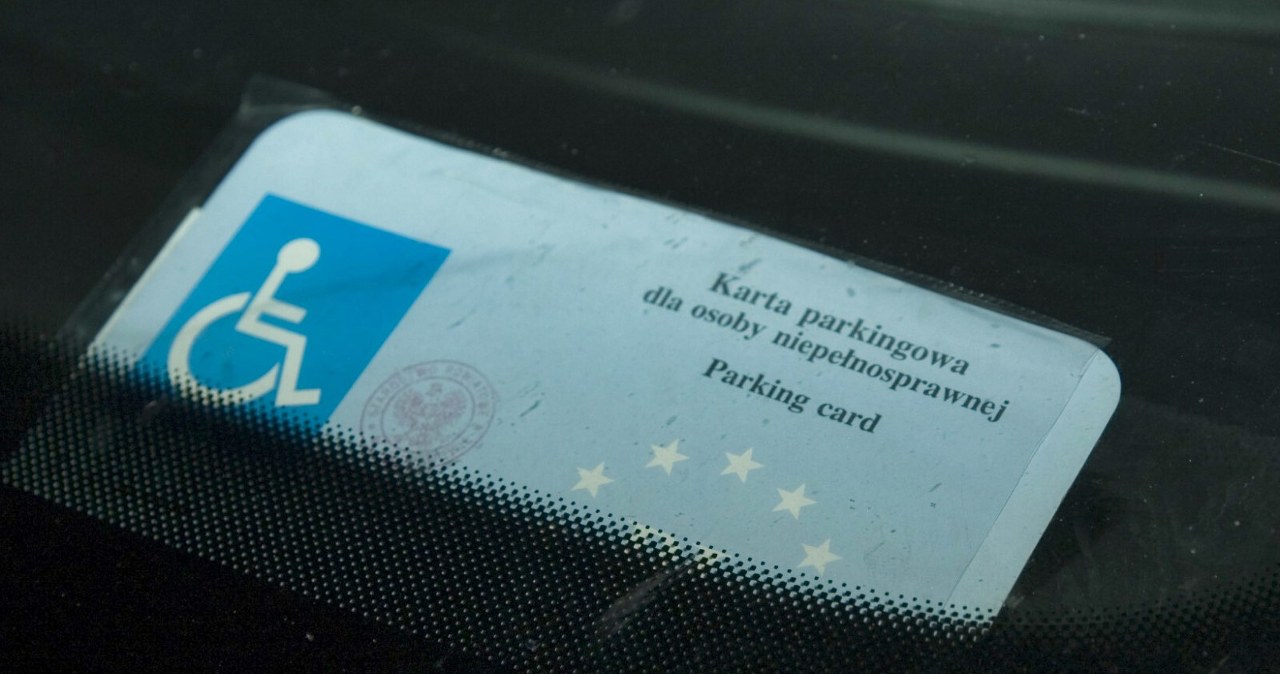 Karta parkingowa
dla osoby niepełnosprawnej
Parking card